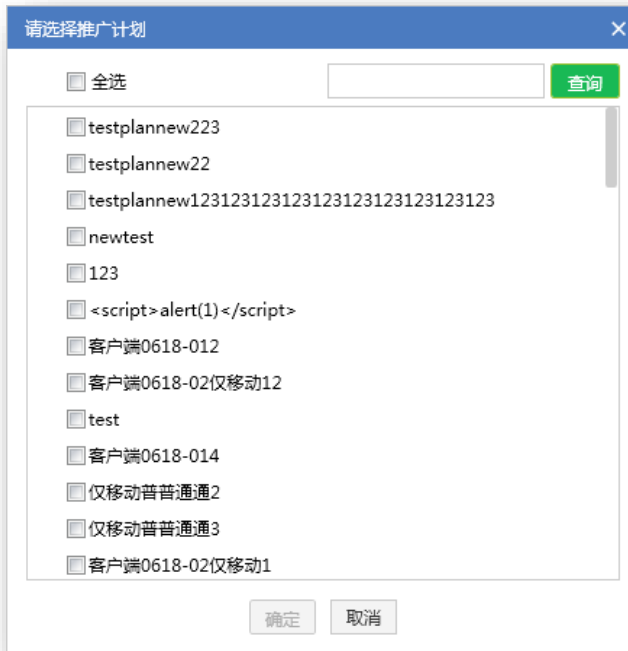 请选择推广计划
全选 查询
testplannew223
testplannew22
testplannew123123123123123123123123123123
newtest
123
<script>alert(1)</script>
客户端0618-012
客户端0618-02仅移动12
test
客户端0618-014
仅移动普普通通2
仅移动普普通通3
客户端0618-02仅移动1
确定 取消